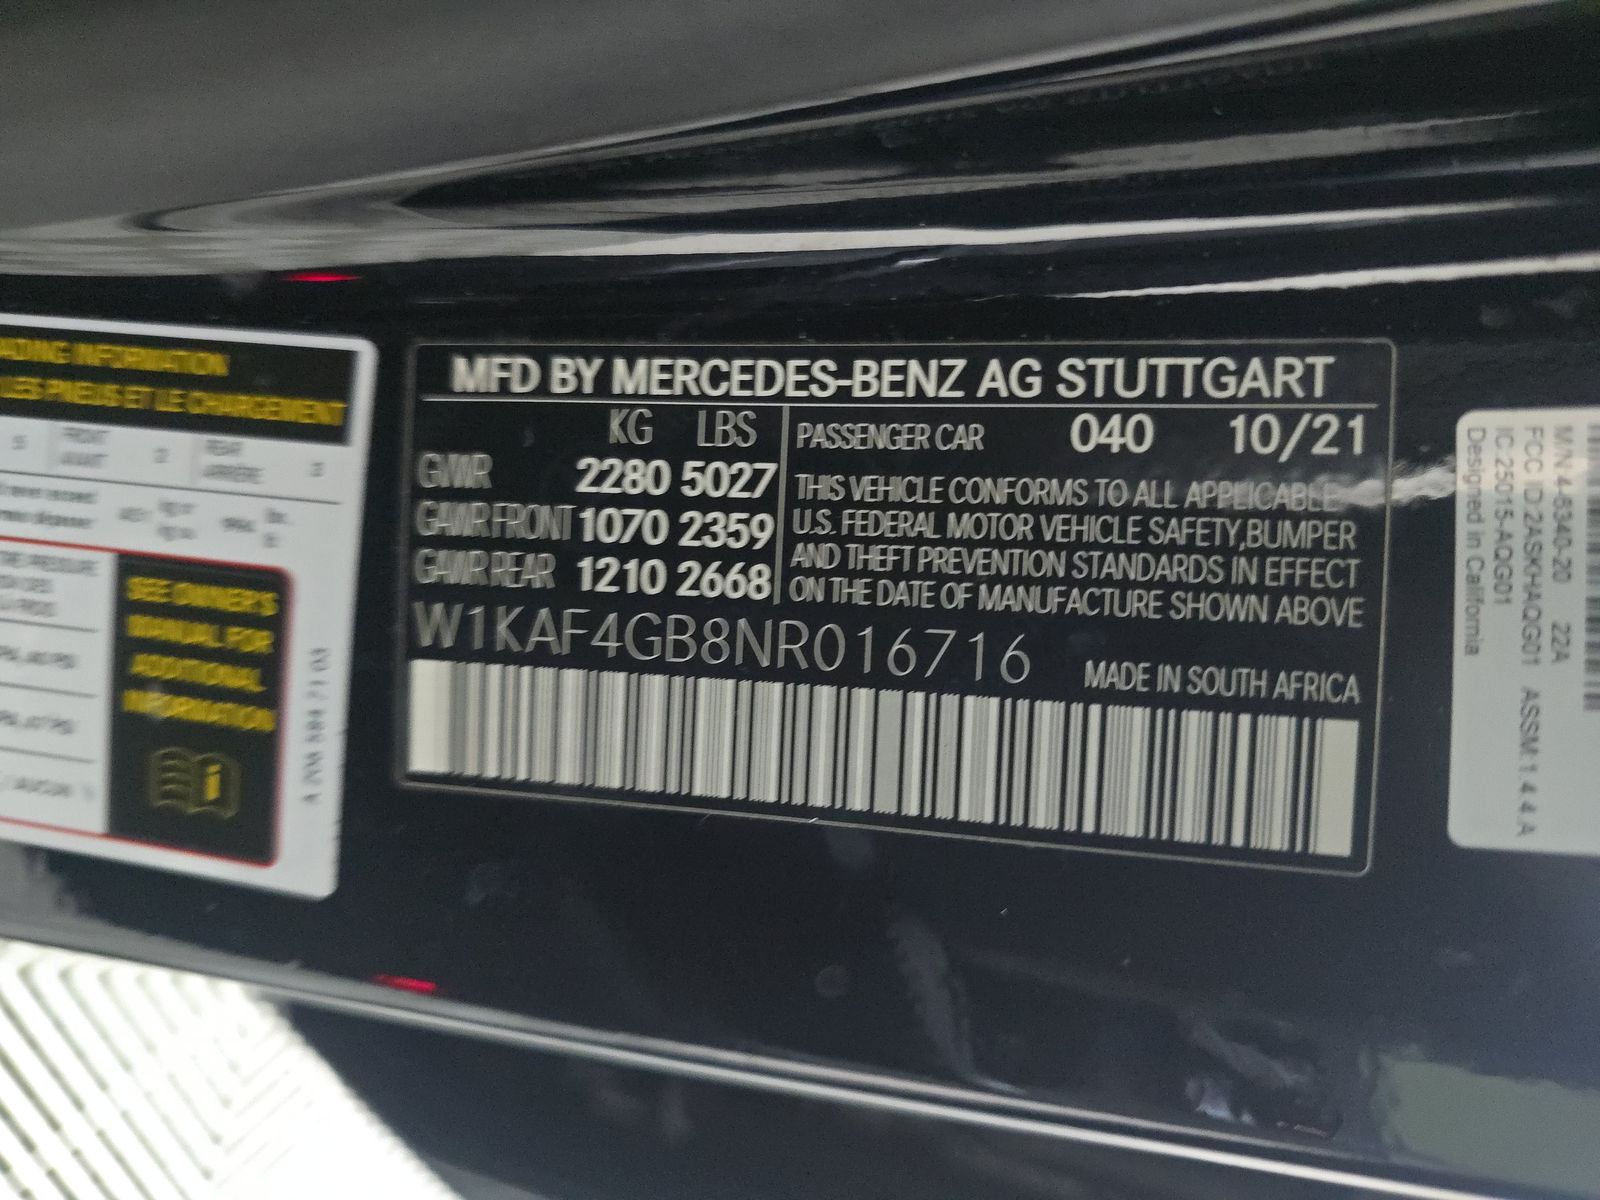 MFD BY MERCEDES-BENZ AG STUTTGART
KG LBS
GVWR 2280 5027
GAWR FRONT 1070 2359
GAWR REAR 1210 2668
PASSENGER CAR 040 10/21
THIS VEHICLE CONFORMS TO ALL APPLICABLE
U.S. FEDERAL MOTOR VEHICLE SAFETY,BUMPER
AND THEFT PREVENTION STANDARDS IN EFFECT
ON THE DATE OF MANUFACTURE SHOWN ABOVE
W1KAF4GB8NR016716
MADE IN SOUTH AFRICA
ADING INFORMATION
LES PNEUS ET LE CHARGEMENT
SEE OWNER'S
MANUAL FOR
ADDITIONAL
INFORMATION
M/N:4-6340-20 22A
FCC ID:2ASKHAQG01 ASSM:1.4.4.A
IC:25015-AQG01
Designed in California